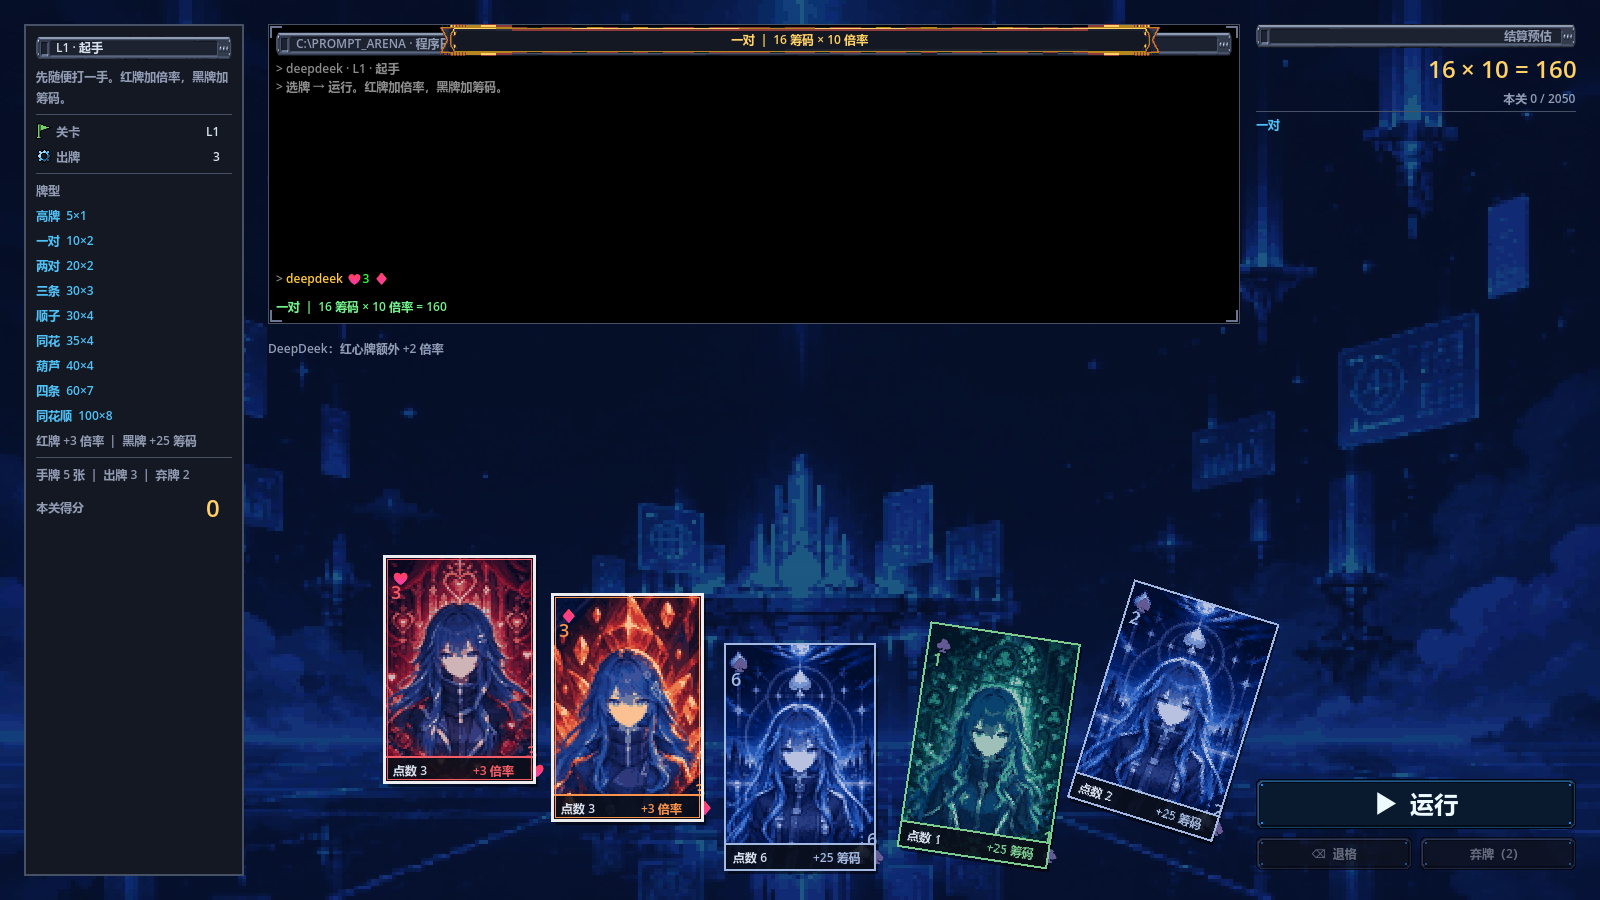 L1 · 起手
先随便打一手。红牌加倍率，黑牌加
筹码。
关卡 L1
出牌 3
牌型
高牌 5×1
一对 10×2
两对 20×2
三条 30×3
顺子 30×4
同花 35×4
葫芦 40×4
四条 60×7
同花顺 100×8
红牌 +3 倍率 | 黑牌 +25 筹码
手牌 5 张 | 出牌 3 | 弃牌 2
本关得分 0
C:\PROMPT_ARENA · 程序
一对 | 16 筹码 × 10 倍率
> deepdeek · L1 · 起手
> 选牌 → 运行。红牌加倍率，黑牌加筹码。
> deepdeek ♥3 ♦
一对 | 16 筹码 × 10 倍率 = 160
DeepDeek：红心牌额外 +2 倍率
结算预估
16 × 10 = 160
本关 0 / 2050
一对
3
点数 3 +3 倍率
3
点数 3 +3 倍率
6
6
点数 6 +25 筹码
1
1
点数 1 +25 筹码
2
点数 2 +25 筹码
▶ 运行
⌫ 退格
弃牌（2）